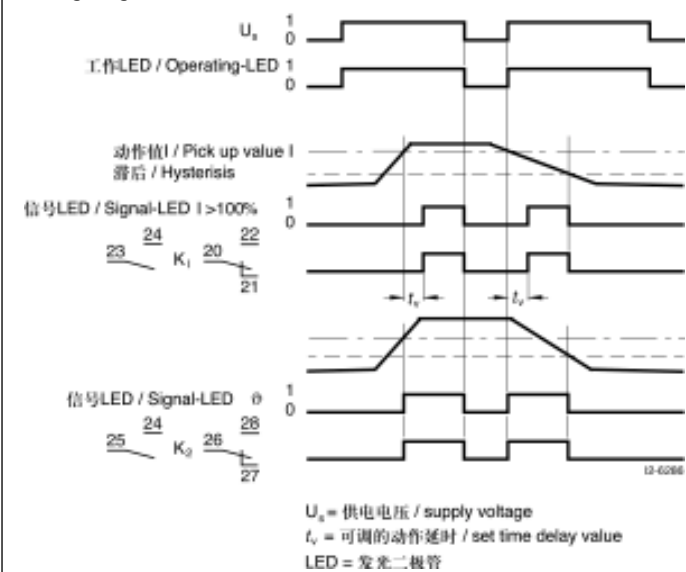 Uₛ 1
0
工作LED / Operating-LED 1
0
动作值I / Pick up value I
滞后 / Hysterisis
信号LED / Signal-LED I >100% 1
0
24 22
23 K₁ 20
21
tᵥ tᵥ
信号LED / Signal-LED ϑ 1
0
24 28
25 K₂ 26
27
I3-6286
Uₛ = 供电电压 / supply voltage
tᵥ = 可调的动作延时 / set time delay value
LED = 发光二极管